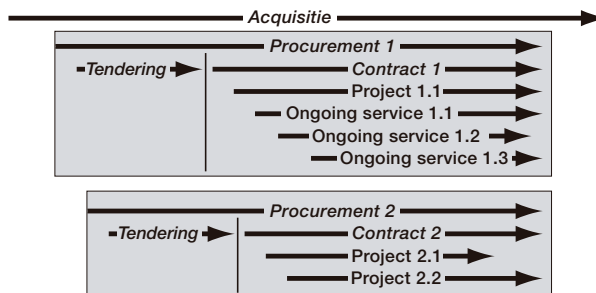 Acquisitie
Procurement 1
Tendering
Contract 1
Project 1.1
Ongoing service 1.1
Ongoing service 1.2
Ongoing service 1.3
Procurement 2
Tendering
Contract 2
Project 2.1
Project 2.2